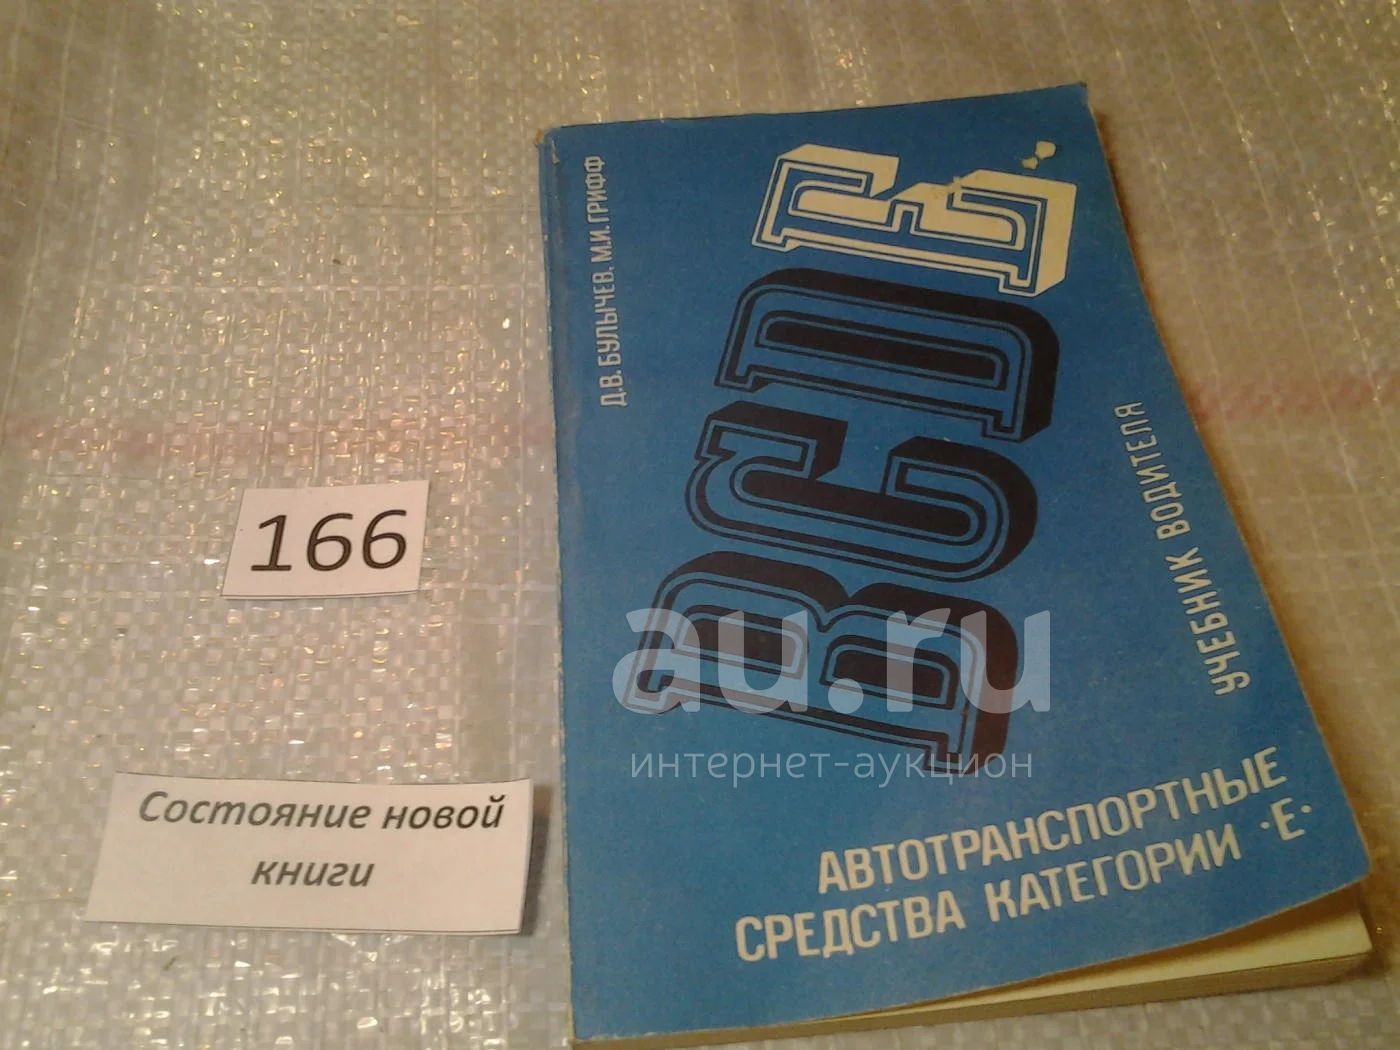 166
Состояние новой
книги
Д.В. БУЛЫЧЕВ, М.И. ГРИФФ
BCDE
УЧЕБНИК ВОДИТЕЛЯ
АВТОТРАНСПОРТНЫЕ
СРЕДСТВА КАТЕГОРИИ ·Е·
au.ru
интернет-аукцион